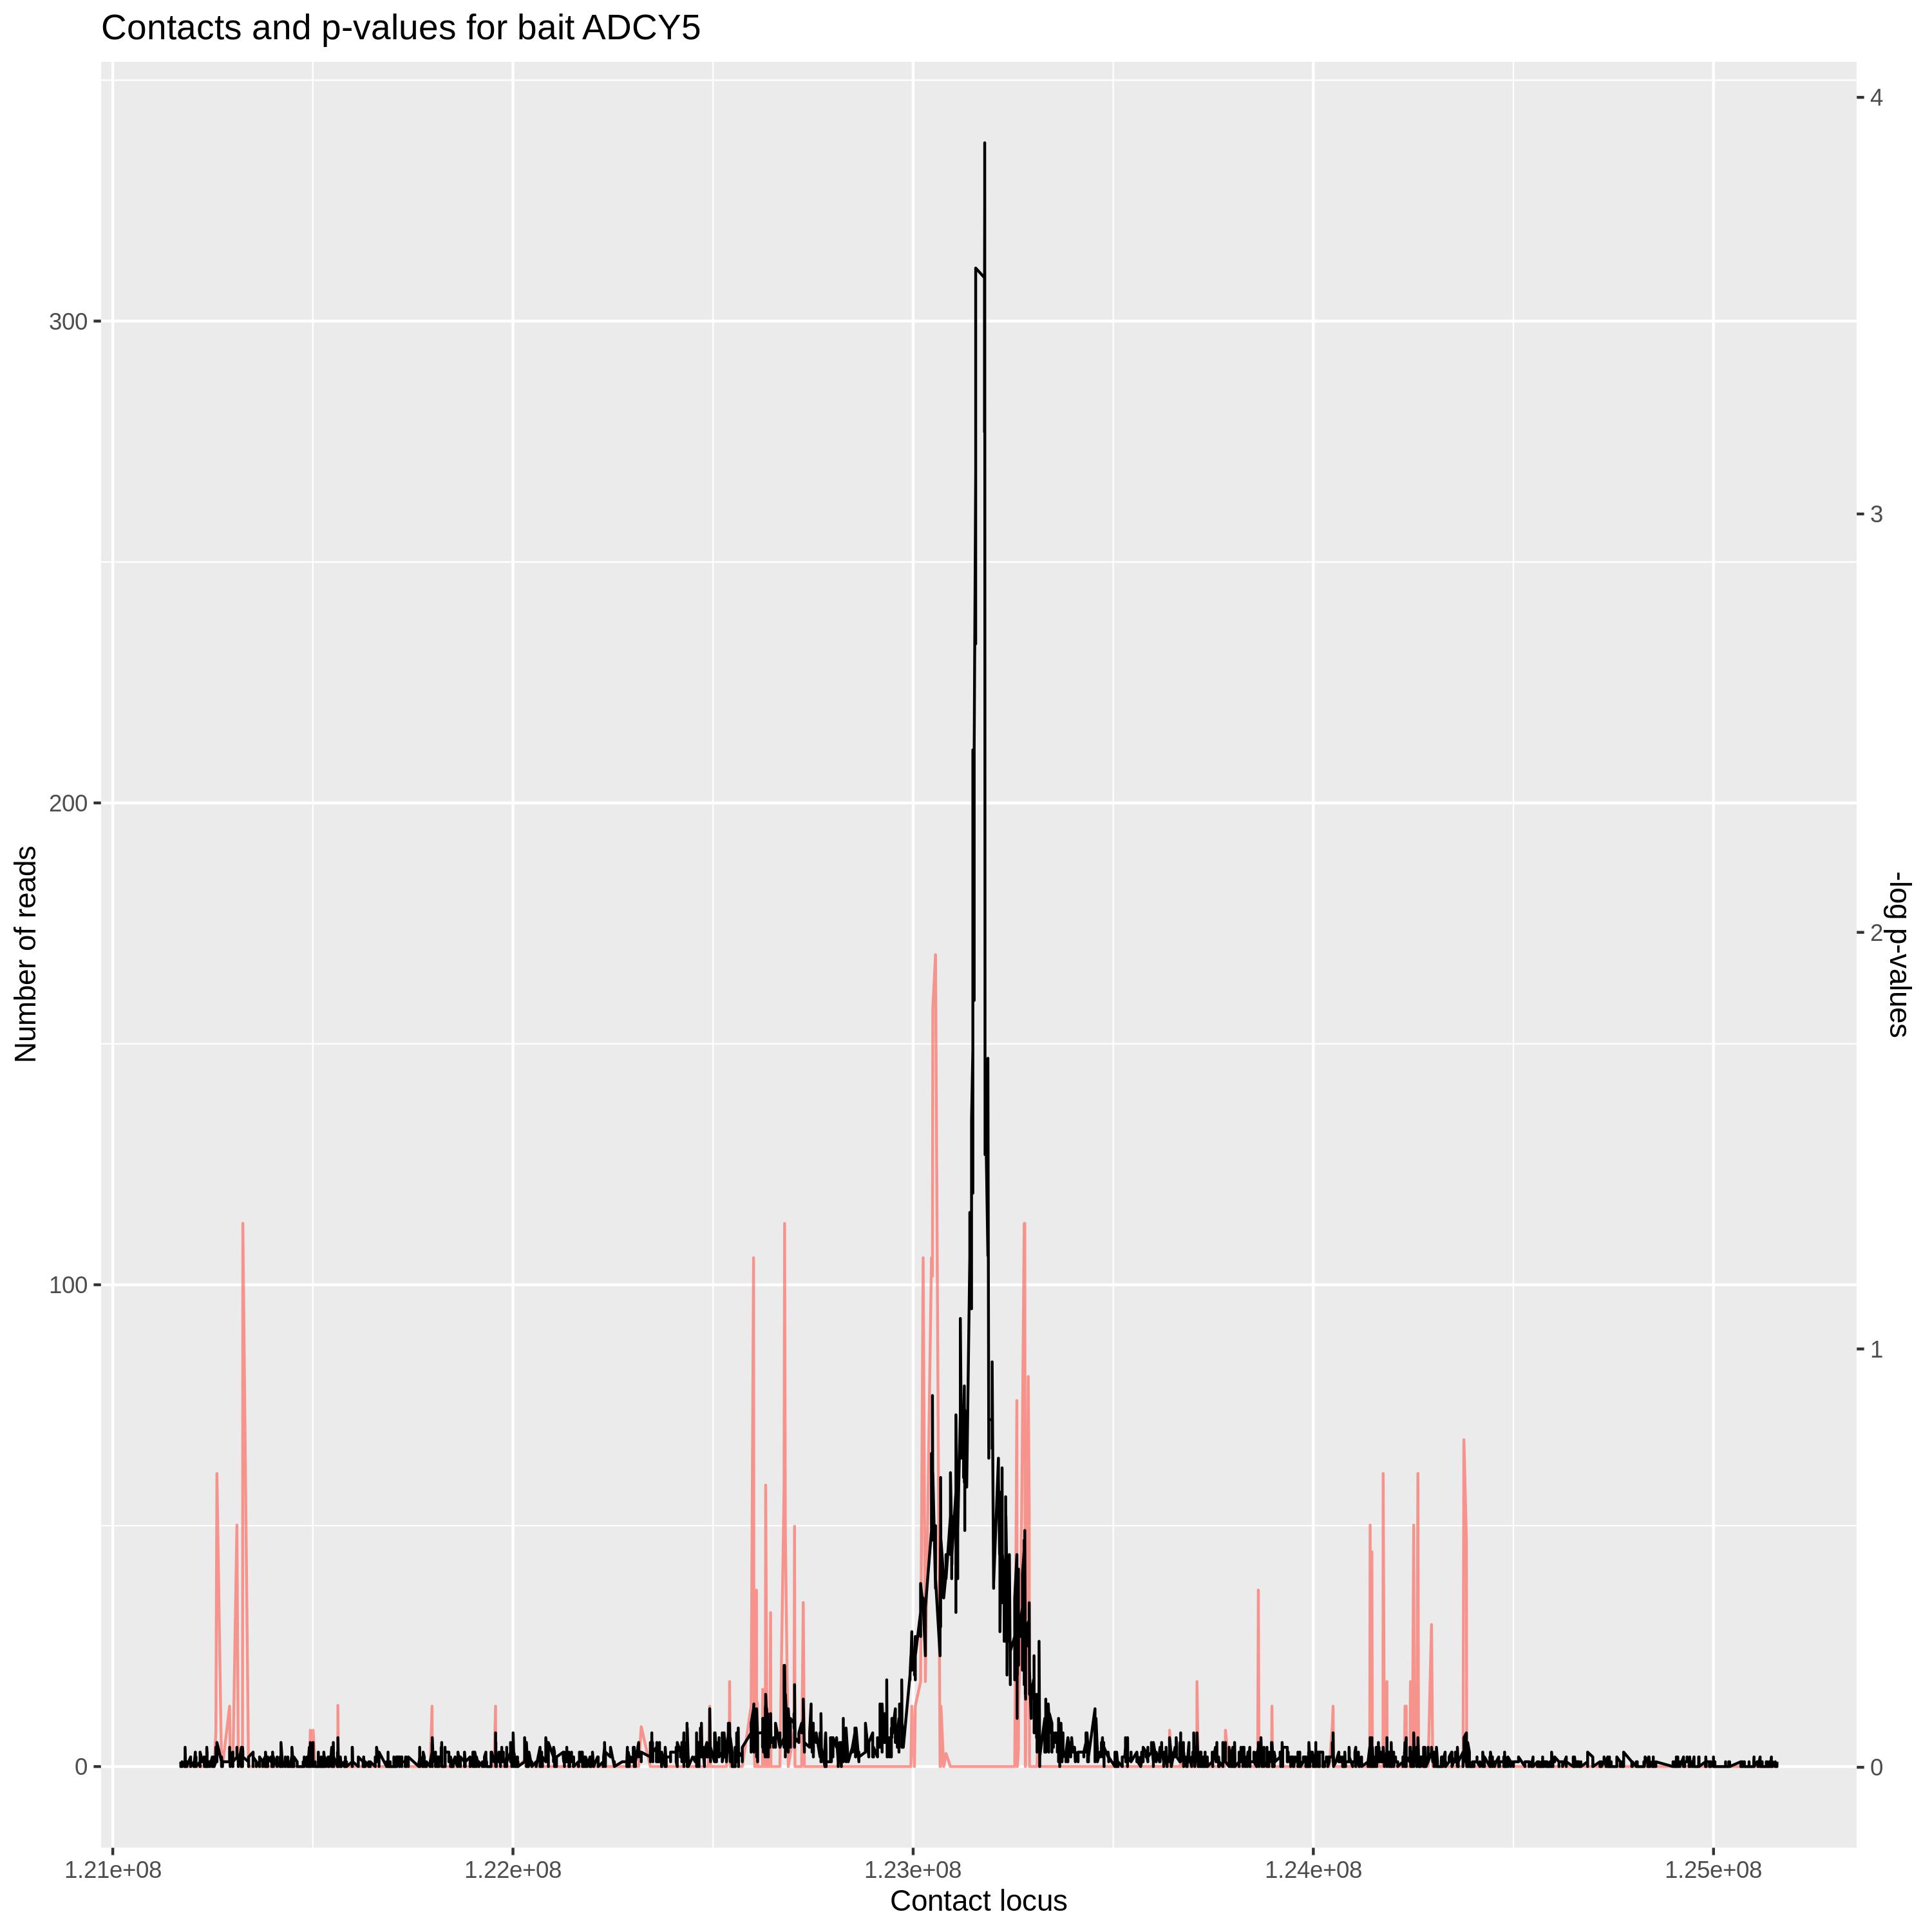 Contacts and p-values for bait ADCY5
Number of reads
300
200
100
0
4
3
2
1
0
-log p-values
1.21e+08 1.22e+08 1.23e+08 1.24e+08 1.25e+08
Contact locus